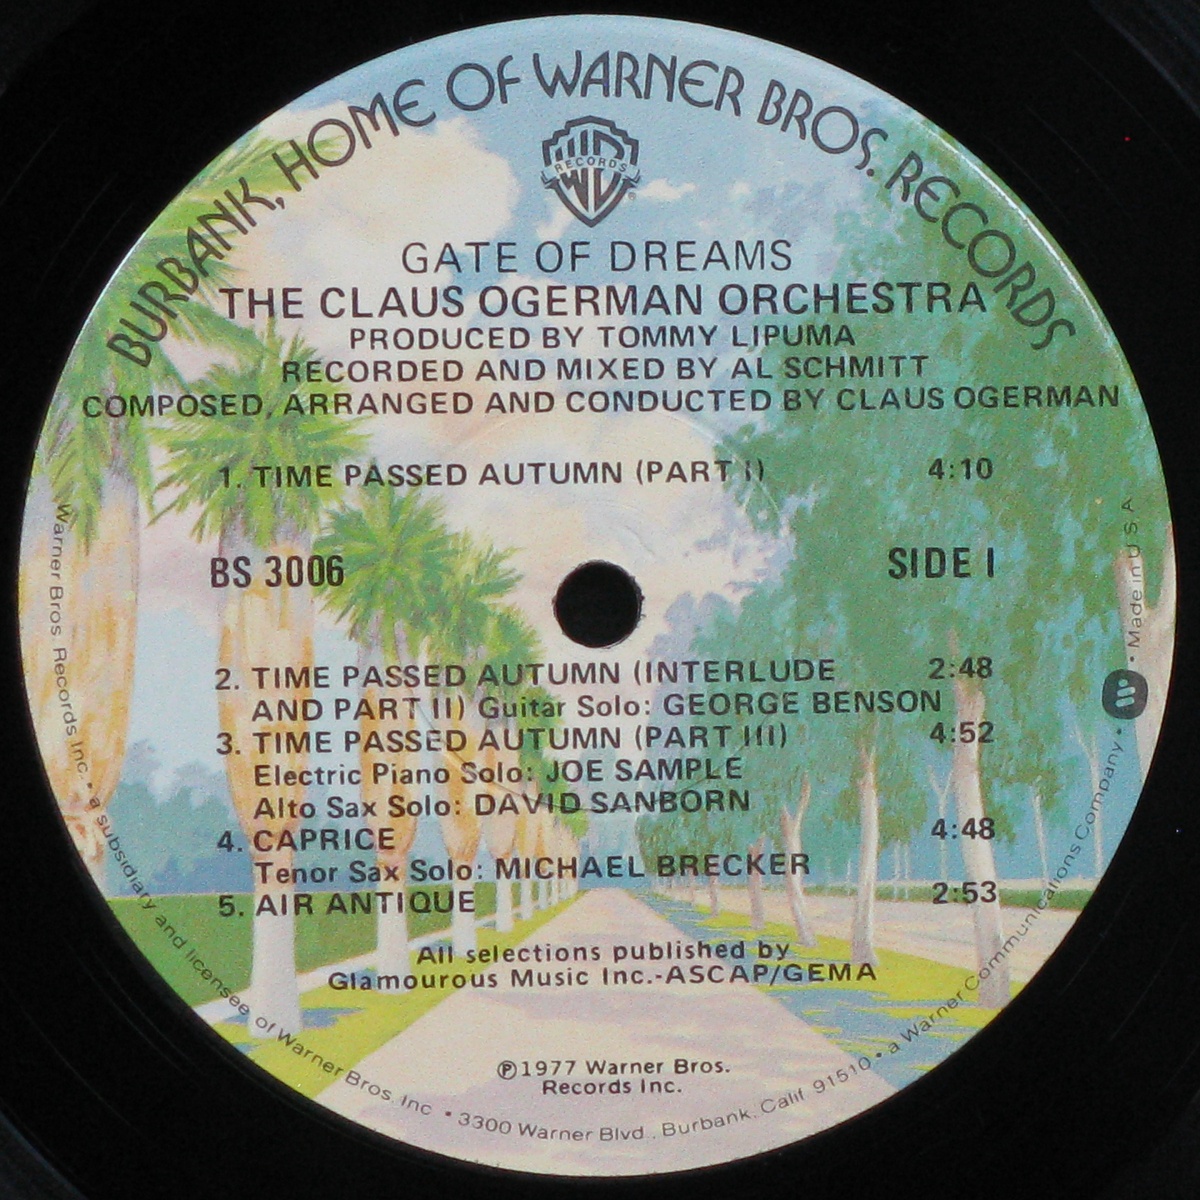 BURBANK, HOME OF WARNER BROS. RECORDS
WB
RECORDS
®
GATE OF DREAMS
THE CLAUS OGERMAN ORCHESTRA
PRODUCED BY TOMMY LIPUMA
RECORDED AND MIXED BY AL SCHMITT
COMPOSED, ARRANGED AND CONDUCTED BY CLAUS OGERMAN
1. TIME PASSED AUTUMN (PART I) 4:10
BS 3006 SIDE I
2. TIME PASSED AUTUMN (INTERLUDE 2:48
AND PART II) Guitar Solo: GEORGE BENSON
3. TIME PASSED AUTUMN (PART III) 4:52
Electric Piano Solo: JOE SAMPLE
Alto Sax Solo: DAVID SANBORN
4. CAPRICE 4:48
Tenor Sax Solo: MICHAEL BRECKER
5. AIR ANTIQUE 2:53
All selections published by
Glamourous Music Inc.-ASCAP/GEMA
℗1977 Warner Bros.
Records Inc.
Warner Bros. Records Inc. • a subsidiary and licensee of Warner Bros. Inc • 3300 Warner Blvd., Burbank, Calif. 91510 • a Warner Communications Company • Made in U S A